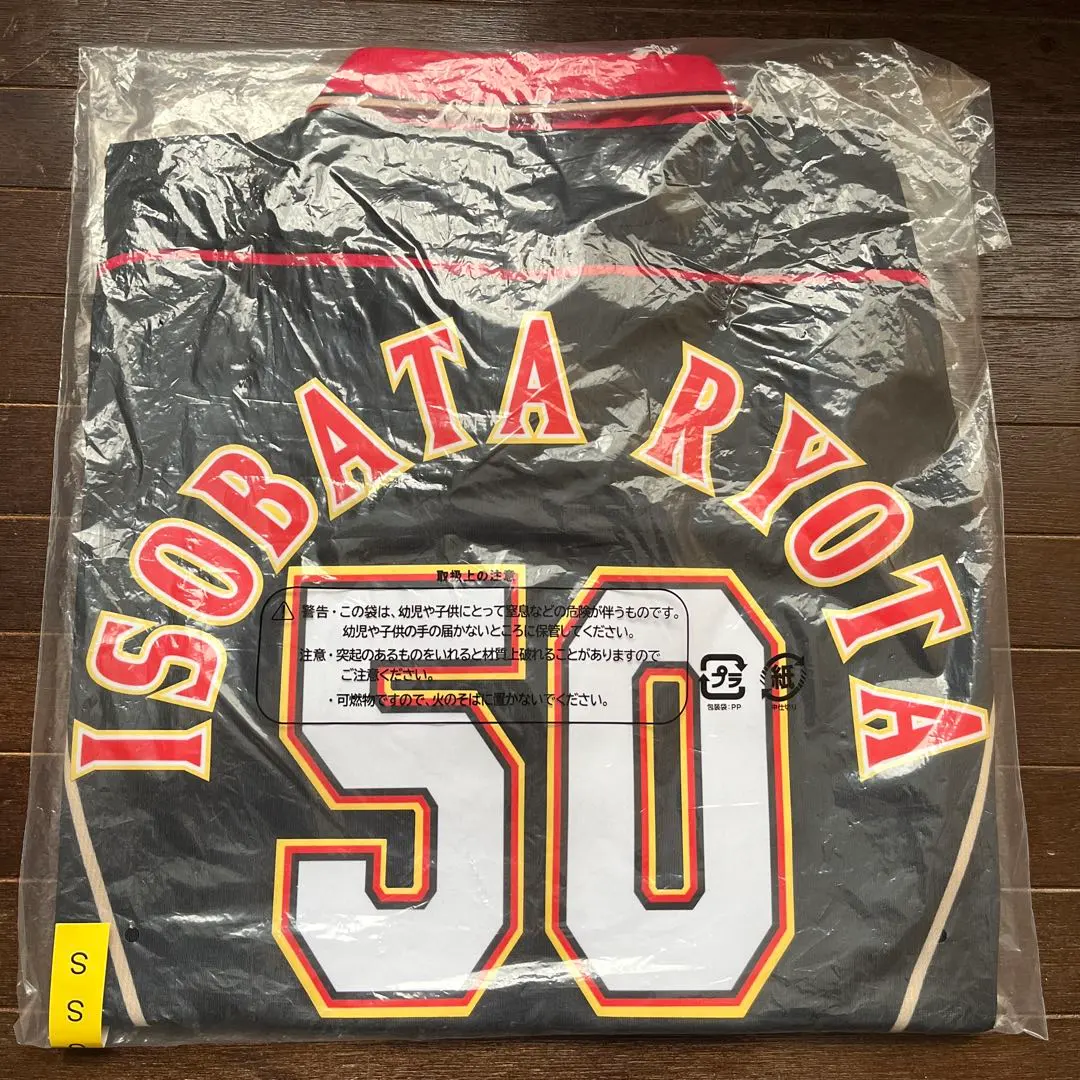 ISOBATA RYOTA
50
取扱上の注意
警告・この袋は、幼児や子供にとって窒息などの危険が伴うものです。
幼児や子供の手の届かないところに保管してください。
注意・突起のあるものをいれると材質上破れることがありますので
ご注意ください。
・可燃物ですので、火のそばに置かないでください。
プラ
包装袋：PP
紙
中仕切り
S
S